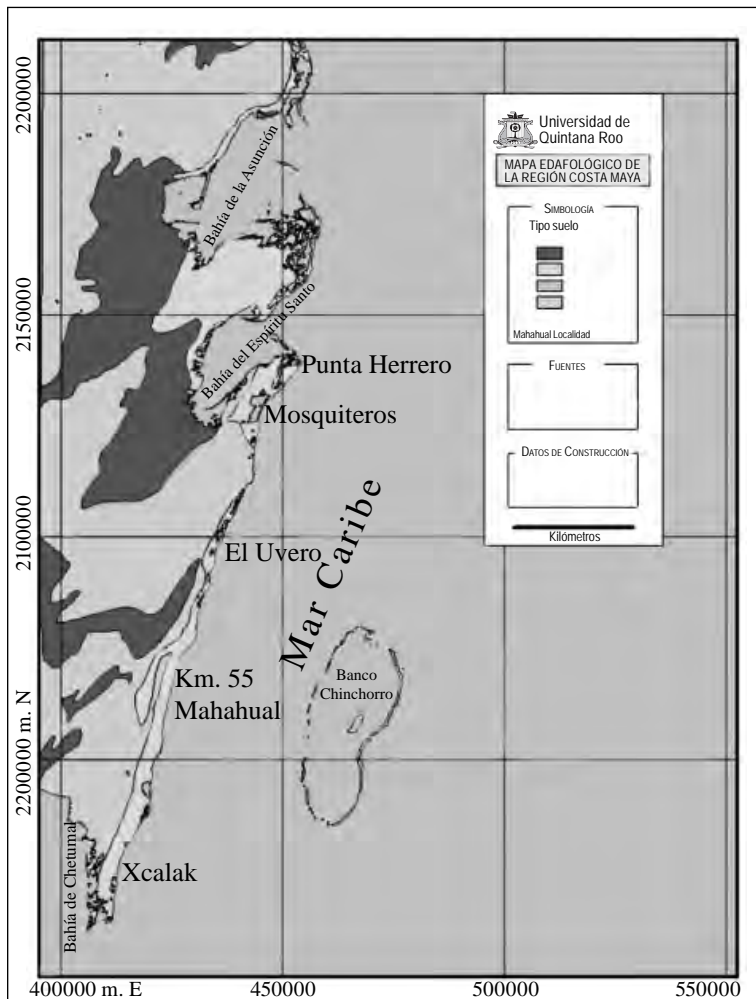 2200000
2150000
2100000
2200000 m. N
400000 m. E
450000
500000
550000
Bahía de la Asunción
Bahía del Espíritu Santo
Punta Herrero
Mosquiteros
El Uvero
Mar Caribe
Km. 55
Mahahual
Banco
Chinchorro
Xcalak
Bahía de Chetumal
Universidad de
Quintana Roo
MAPA EDAFOLÓGICO DE
LA REGIÓN COSTA MAYA
SIMBOLOGÍA
Tipo suelo
Mahahual Localidad
FUENTES
DATOS DE CONSTRUCCIÓN
Kilómetros